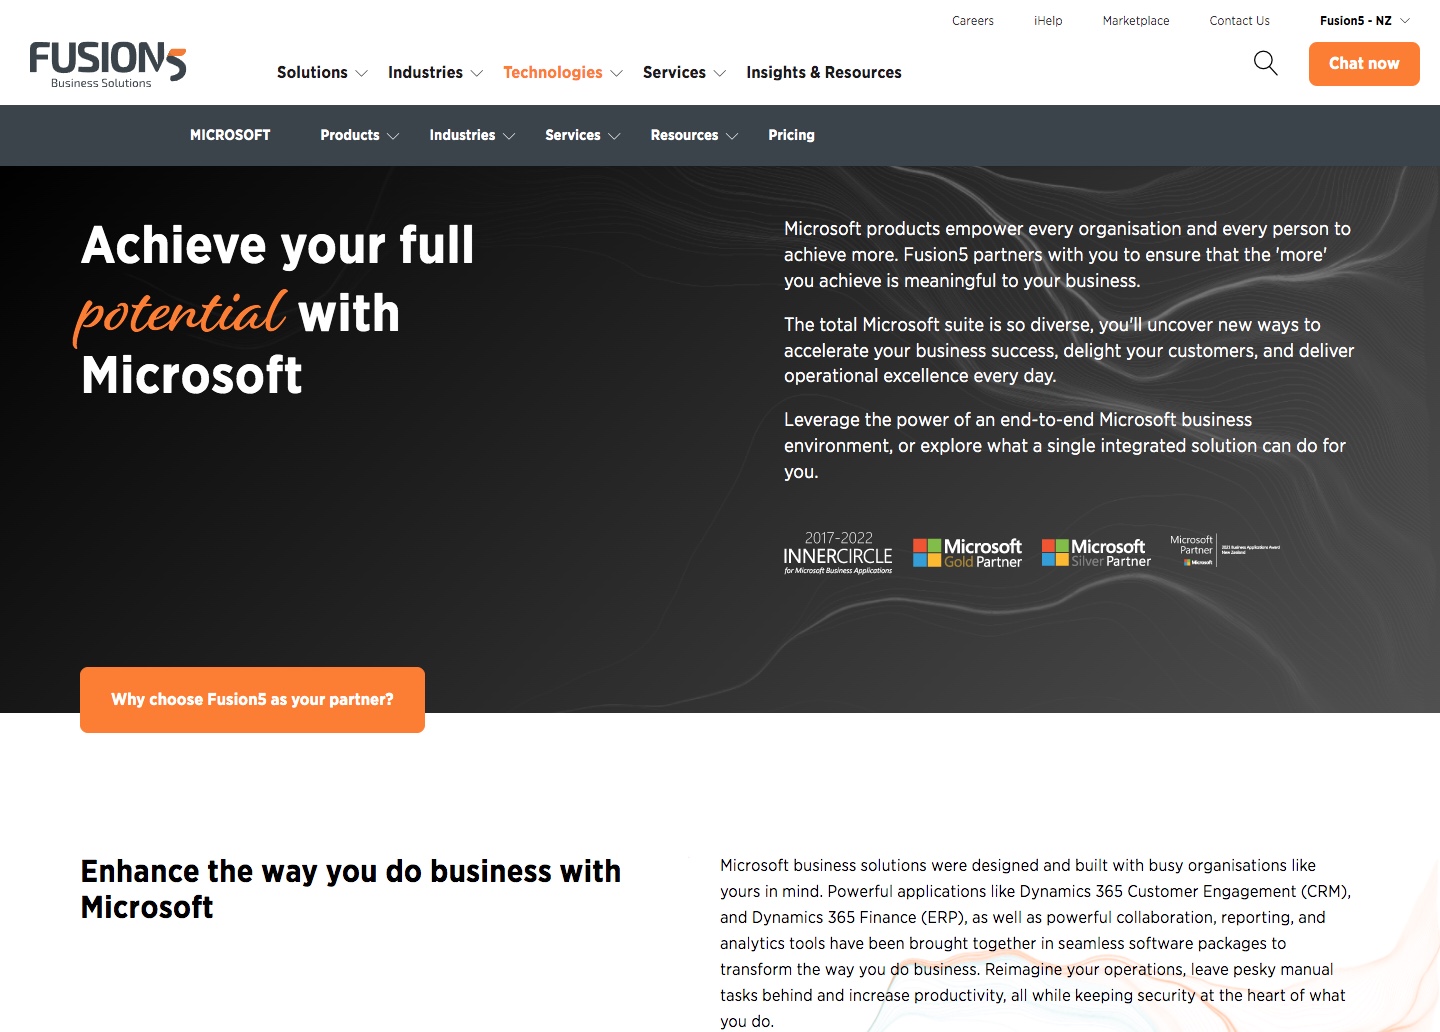 Careers iHelp Marketplace Contact Us Fusion5 - NZ
FUSION5
Business Solutions
Solutions Industries Technologies Services Insights & Resources
Chat now
MICROSOFT Products Industries Services Resources Pricing
Achieve your full
potential with
Microsoft
Microsoft products empower every organisation and every person to
achieve more. Fusion5 partners with you to ensure that the 'more'
you achieve is meaningful to your business.
The total Microsoft suite is so diverse, you'll uncover new ways to
accelerate your business success, delight your customers, and deliver
operational excellence every day.
Leverage the power of an end-to-end Microsoft business
environment, or explore what a single integrated solution can do for
you.
2017-2022
INNERCIRCLE
for Microsoft Business Applications
Microsoft
Gold Partner
Microsoft
Silver Partner
Microsoft
Partner
Microsoft
2021 Business Applications Award
New Zealand
Why choose Fusion5 as your partner?
Enhance the way you do business with
Microsoft
Microsoft business solutions were designed and built with busy organisations like
yours in mind. Powerful applications like Dynamics 365 Customer Engagement (CRM),
and Dynamics 365 Finance (ERP), as well as powerful collaboration, reporting, and
analytics tools have been brought together in seamless software packages to
transform the way you do business. Reimagine your operations, leave pesky manual
tasks behind and increase productivity, all while keeping security at the heart of what
you do.